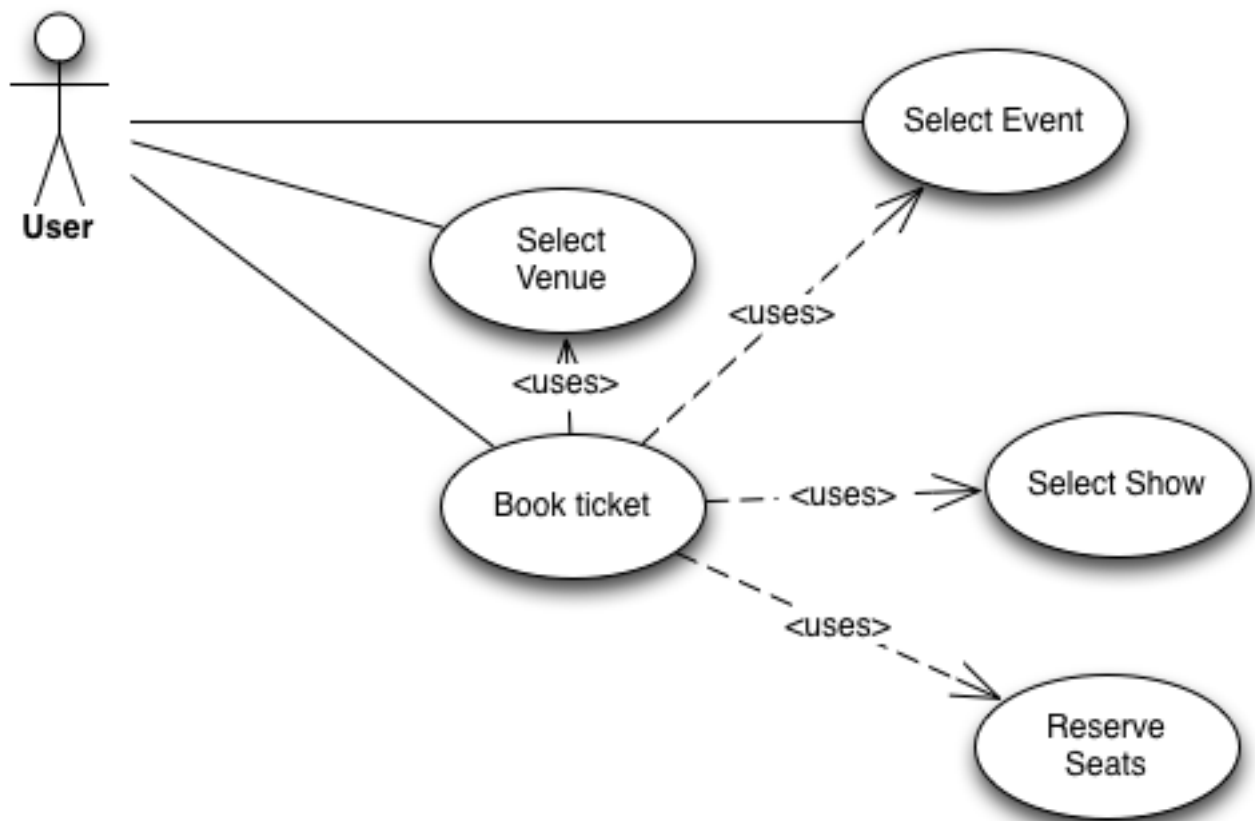 Select Event
User
Select
Venue
<uses>
<uses>
Book ticket
<uses>
Select Show
<uses>
Reserve
Seats